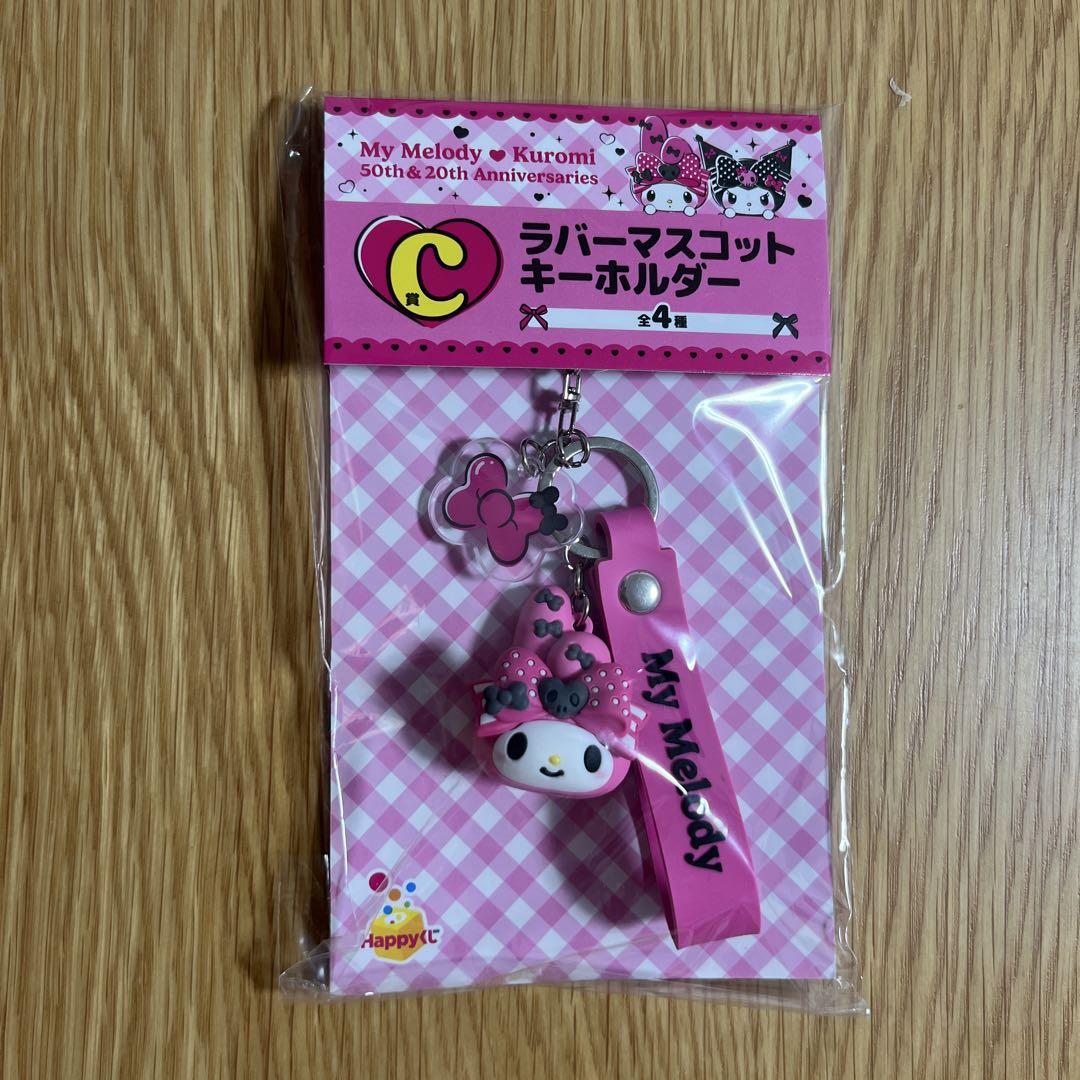 My Melody ♥ Kuromi
50th & 20th Anniversaries
C賞
ラバーマスコット
キーホルダー
全4種
My Melody
Happyくじ